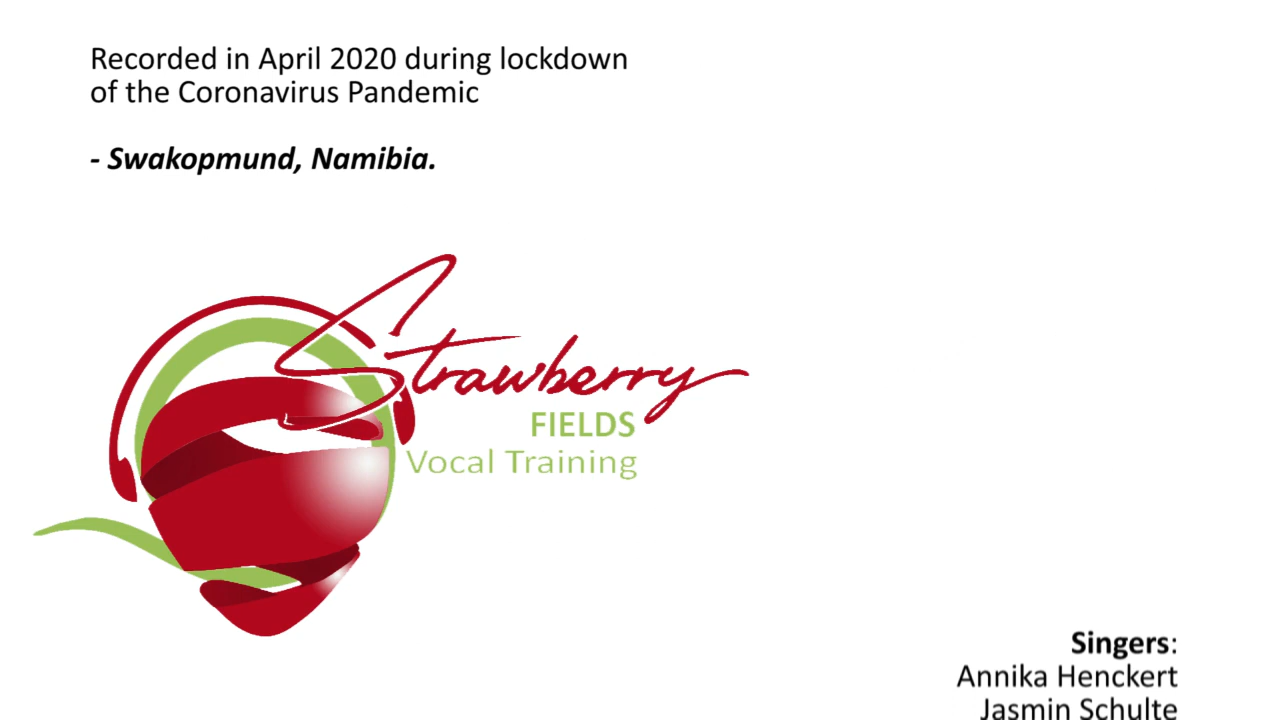 Recorded in April 2020 during lockdown
of the Coronavirus Pandemic
- Swakopmund, Namibia.
Strawberry
FIELDS
Vocal Training
Singers:
Annika Henckert
Jasmin Schulte